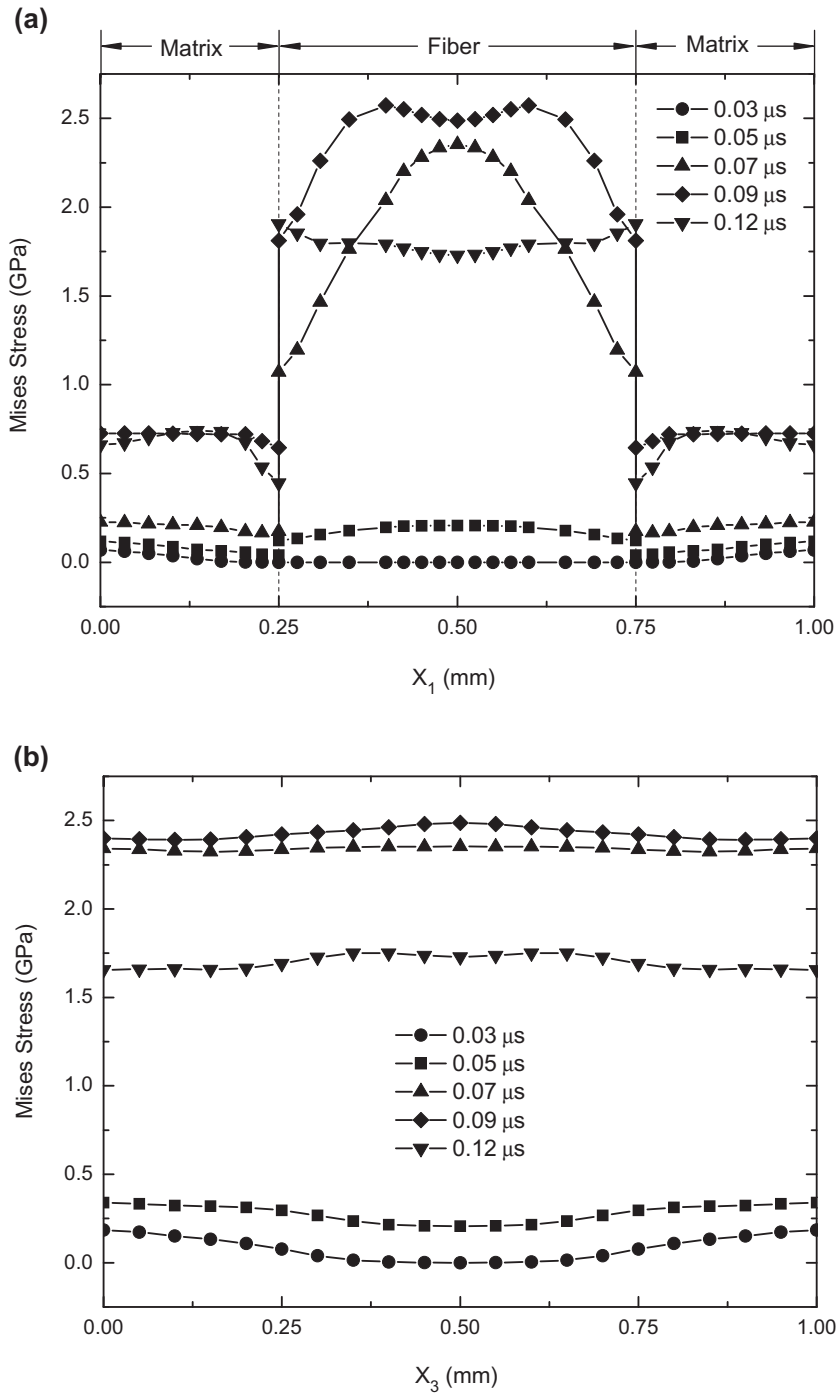 (a)
Matrix Fiber Matrix
2.5
2.0
1.5
1.0
0.5
0.0
Mises Stress (GPa)
0.03 μs
0.05 μs
0.07 μs
0.09 μs
0.12 μs
0.00 0.25 0.50 0.75 1.00
X1 (mm)
(b)
2.5
2.0
1.5
1.0
0.5
0.0
Mises Stress (GPa)
0.03 μs
0.05 μs
0.07 μs
0.09 μs
0.12 μs
0.00 0.25 0.50 0.75 1.00
X3 (mm)